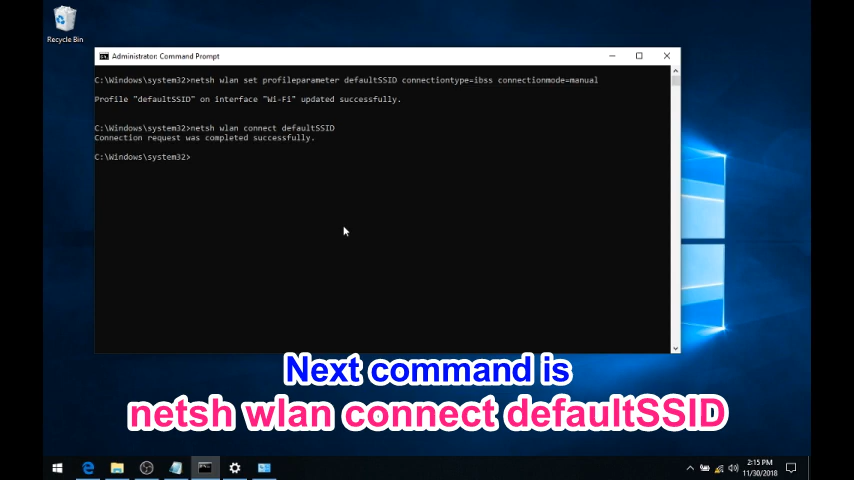 Recycle Bin
Administrator: Command Prompt
C:\Windows\system32>netsh wlan set profileparameter defaultSSID connectiontype=ibss connectionmode=manual
Profile "defaultSSID" on interface "Wi-Fi" updated successfully.
C:\Windows\system32>netsh wlan connect defaultSSID
Connection request was completed successfully.
C:\Windows\system32>
Next command is
netsh wlan connect defaultSSID
2:15 PM
11/30/2018